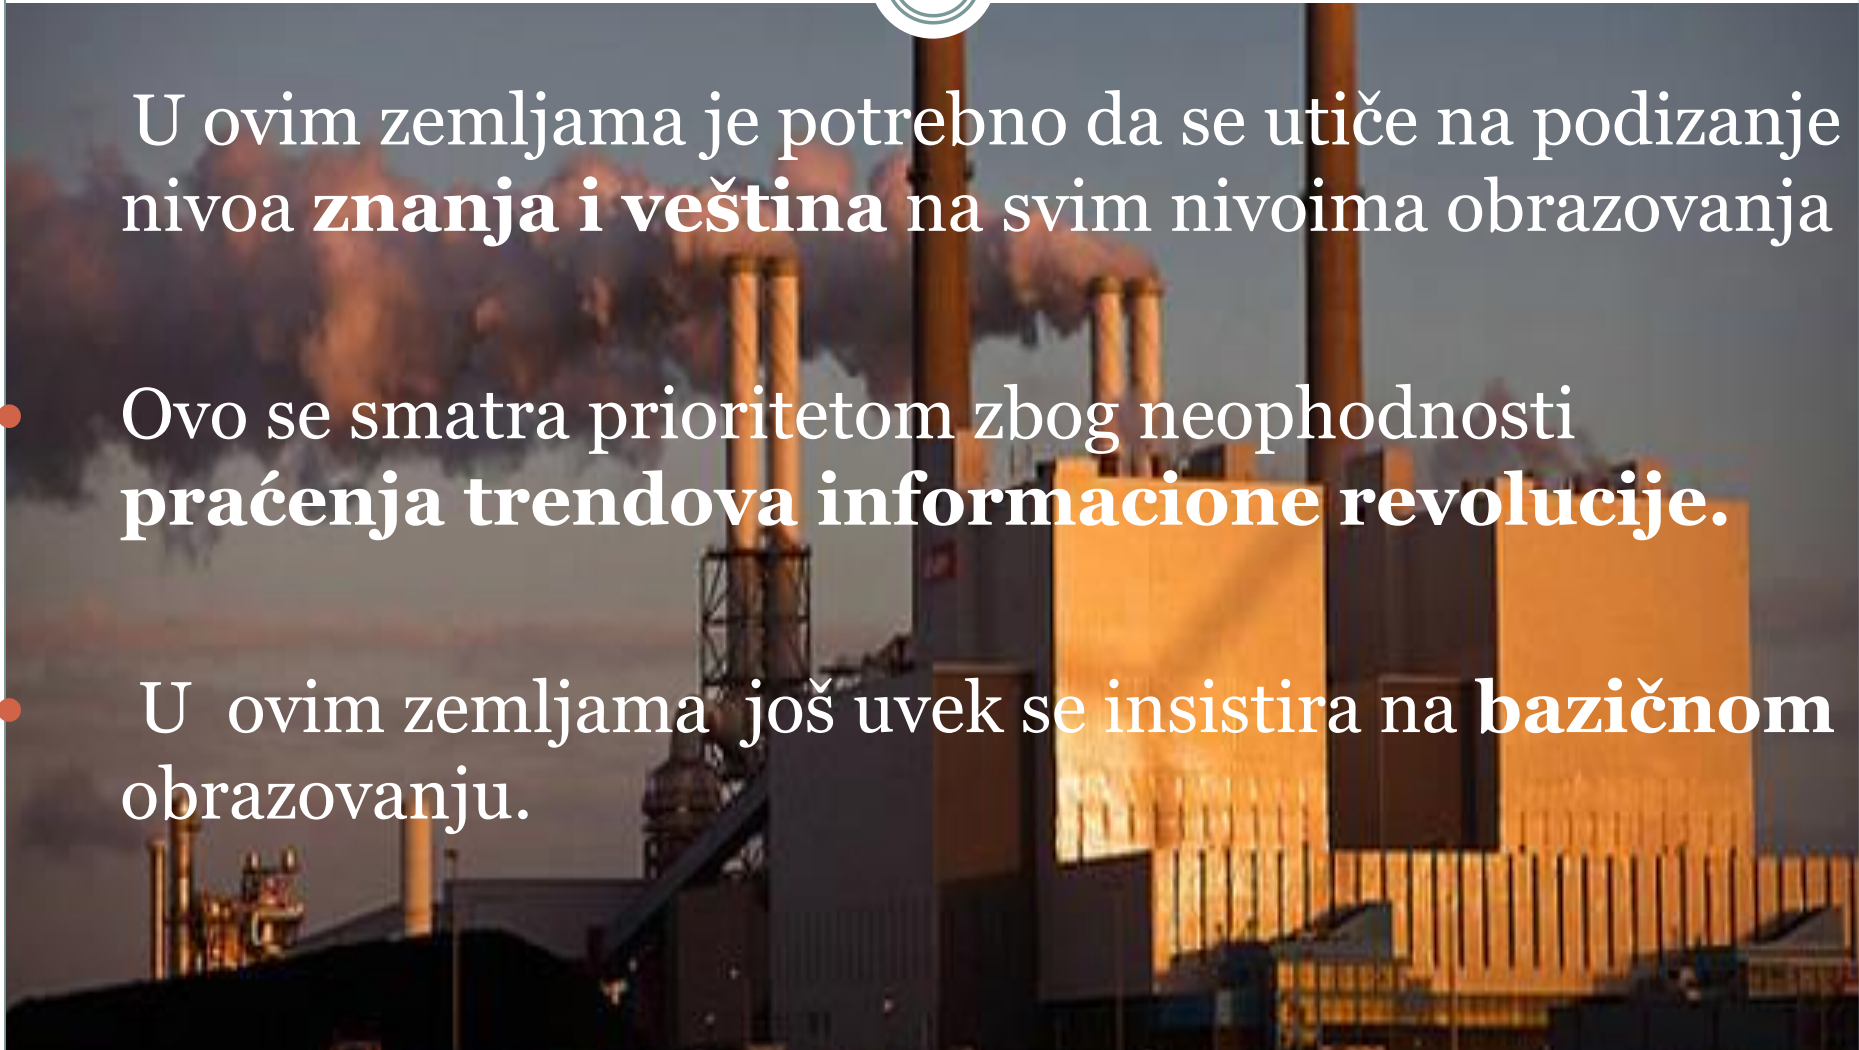 U ovim zemljama je potrebno da se utiče na podizanje
nivoa znanja i veština na svim nivoima obrazovanja
Ovo se smatra prioritetom zbog neophodnosti
praćenja trendova informacione revolucije.
U ovim zemljama još uvek se insistira na bazičnom
obrazovanju.